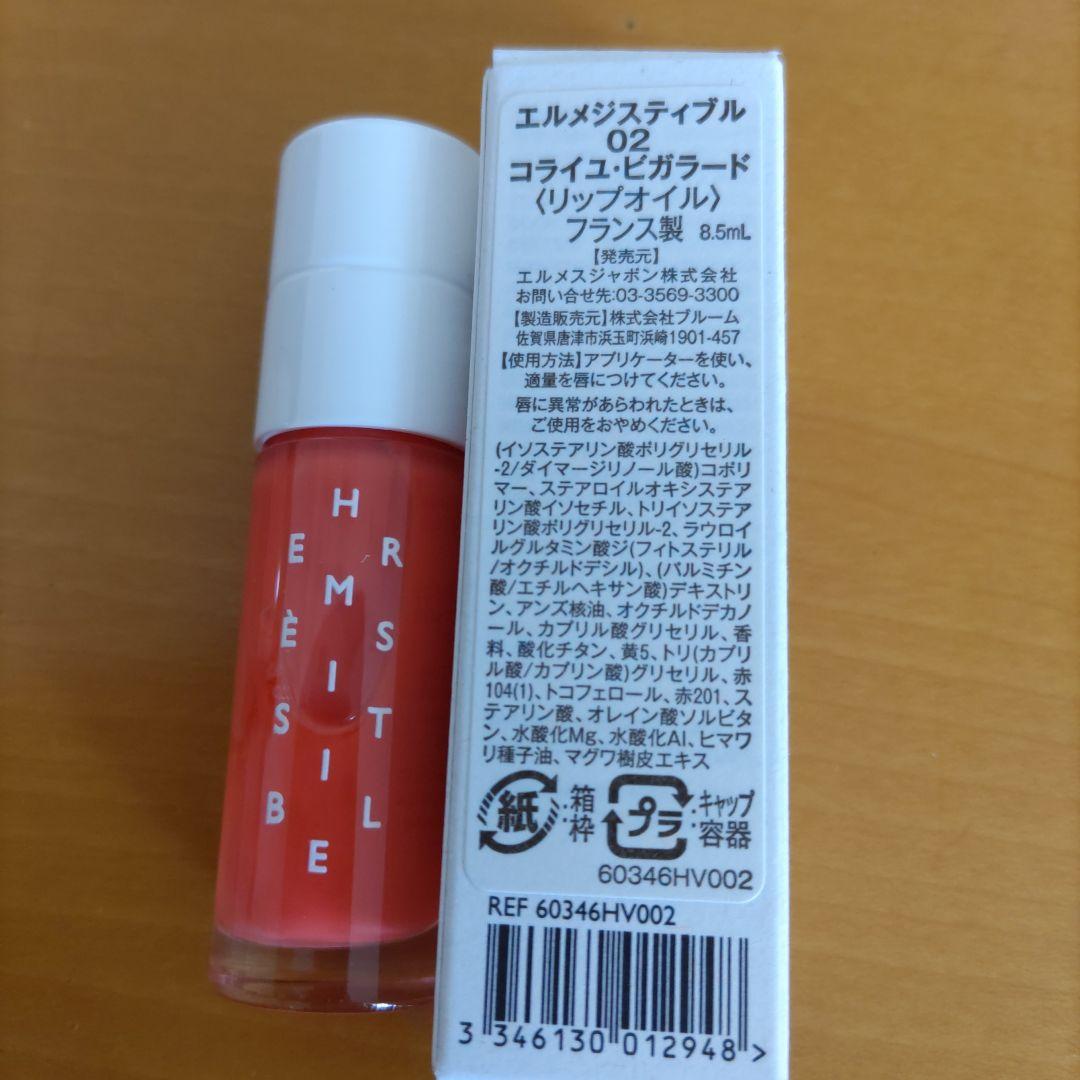 H
E R
M
È S
I
S T
I
B L
E
エルメジスティブル
02
コライユ・ビガラード
〈リップオイル〉
フランス製 8.5mL
【発売元】
エルメスジャポン株式会社
お問い合せ先:03-3569-3300
【製造販売元】株式会社ブルーム
佐賀県唐津市浜玉町浜崎1901-457
【使用方法】アプリケーターを使い、
適量を唇につけてください。
唇に異常があらわれたときは、
ご使用をおやめください。
(イソステアリン酸ポリグリセリル
-2/ダイマージリノール酸)コポリ
マー、ステアロイルオキシステア
リン酸イソセチル、トリイソステア
リン酸ポリグリセリル-2、ラウロイ
ルグルタミン酸ジ(フィトステリル
/オクチルドデシル)、(パルミチン
酸/エチルヘキサン酸)デキストリ
ン、アンズ核油、オクチルドデカノ
ール、カプリル酸グリセリル、香
料、酸化チタン、黄5、トリ(カプリ
ル酸/カプリン酸)グリセリル、赤
104(1)、トコフェロール、赤201、ス
テアリン酸、オレイン酸ソルビタ
ン、水酸化Mg、水酸化Al、ヒマワ
リ種子油、マグワ樹皮エキス
紙 :箱 枠 プラ :キャップ 容器
60346HV002
REF 60346HV002
3 346130 012948 >